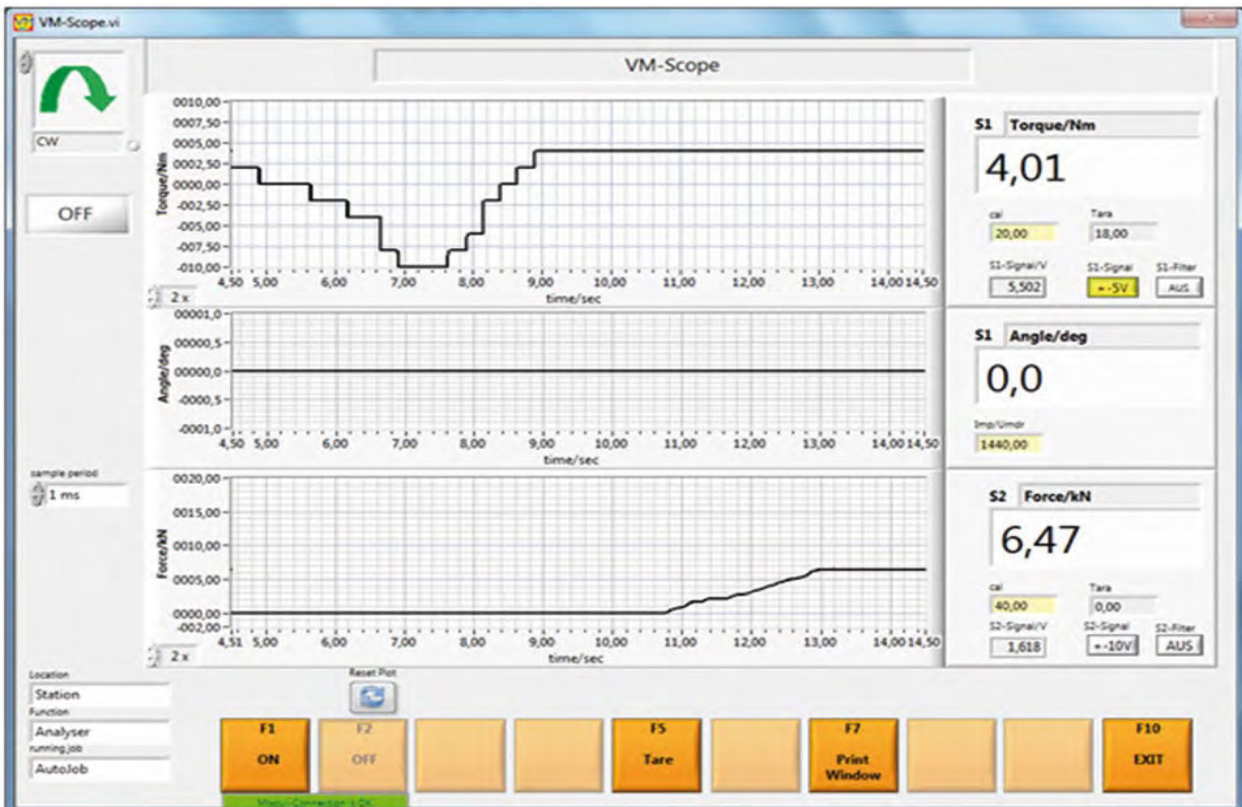 VM-Scope.vi
VM-Scope
CW
OFF
sample period
1 ms
Torque/Nm
0010,00
0007,50
0005,00
0002,50
0000,00
-002,50
-005,00
-007,50
-010,00
4,50 5,00 6,00 7,00 8,00 9,00 10,00 11,00 12,00 13,00 14,00 14,50
time/sec
2 x
S1 Torque/Nm
4,01
cal Tara
20,00 18,00
S1-Signal/V S1-Signal S1-Filter
5,502 +-5V AUS
Angle/deg
00001,0
00000,5
00000,0
-0000,5
-0001,0
4,50 5,00 6,00 7,00 8,00 9,00 10,00 11,00 12,00 13,00 14,00 14,50
time/sec
S1 Angle/deg
0,0
Imp/Umdr
1440,00
Force/kN
0020,00
0015,00
0010,00
0005,00
0000,00
-002,00
4,51 5,00 6,00 7,00 8,00 9,00 10,00 11,00 12,00 13,00 14,00 14,50
time/sec
2 x
S2 Force/kN
6,47
cal Tara
40,00 0,00
S2-Signal/V S2-Signal S2-Filter
1,618 +-10V AUS
Location
Station
Function
Analyser
running job
AutoJob
Reset Plot
F1
ON
F2
OFF
F5
Tare
F7
Print
Window
F10
EXIT